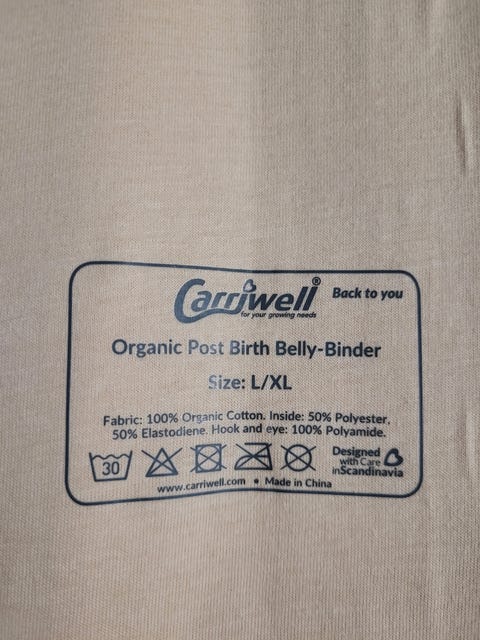 Carriwell®
for your growing needs
Back to you
Organic Post Birth Belly-Binder
Size: L/XL
Fabric: 100% Organic Cotton. Inside: 50% Polyester,
50% Elastodiene. Hook and eye: 100% Polyamide.
30
Designed
with Care
inScandinavia
www.carriwell.com • Made in China